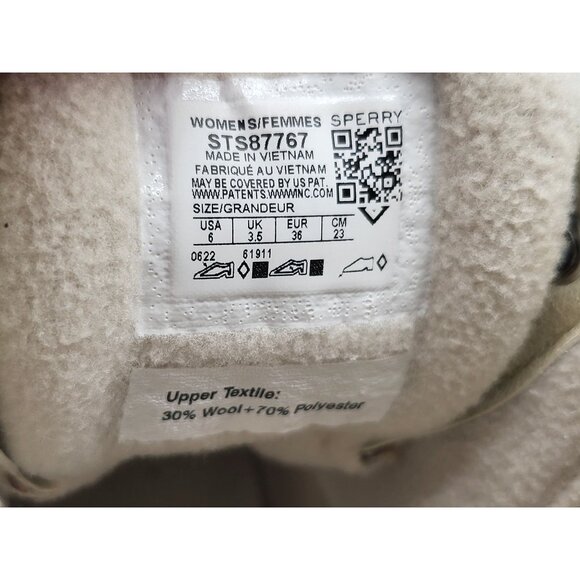 WOMENS/FEMMES SPERRY
STS87767
MADE IN VIETNAM
FABRIQUÉ AU VIETNAM
MAY BE COVERED BY US PAT.
WWW.PATENTS.WWWINC.COM
SIZE/GRANDEUR
USA UK EUR CM
6 3.5 36 23
0622 61911
Upper Textile:
30% Wool+70% Polyester